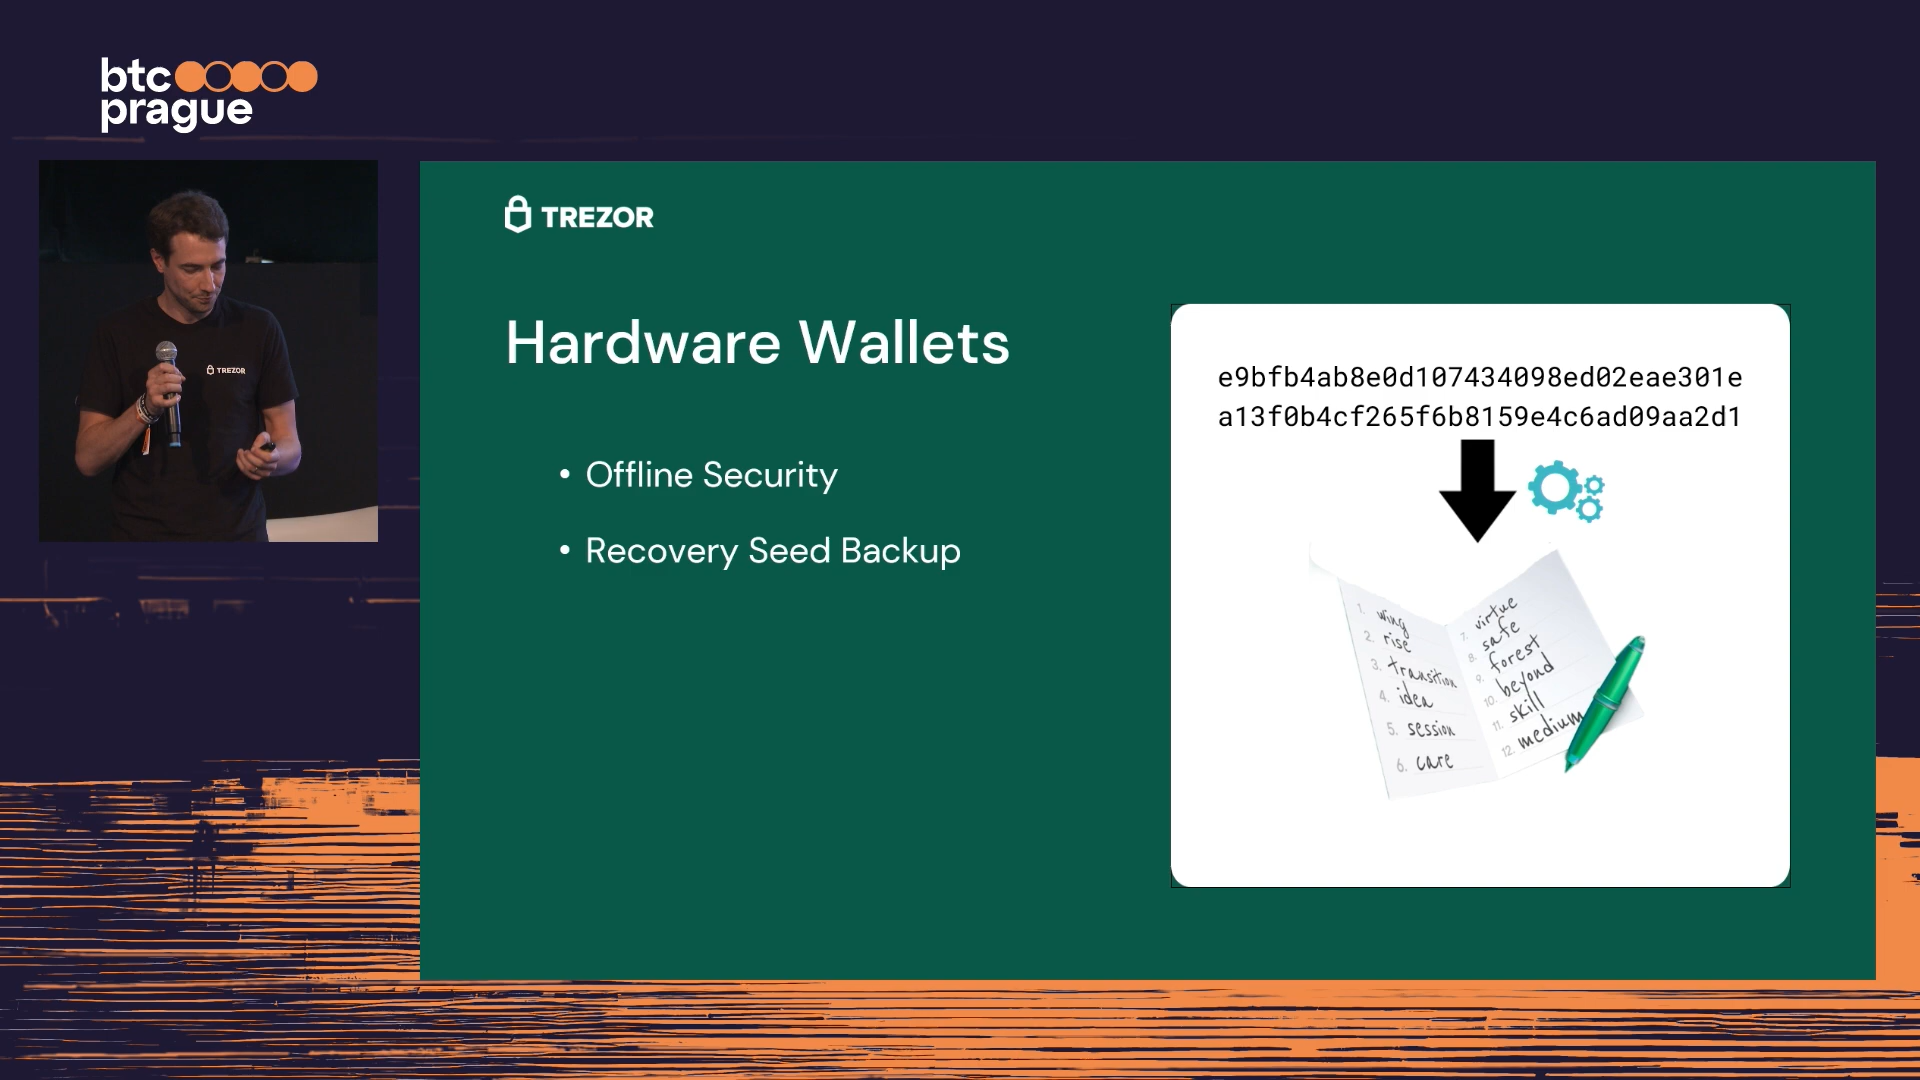 btc
prague
TREZOR
TREZOR
Hardware Wallets
• Offline Security
• Recovery Seed Backup
e9bfb4ab8e0d107434098ed02eae301e
a13f0b4cf265f6b8159e4c6ad09aa2d1
1. wing
2. rise
3. transition
4. idea
5. session
6. care
7. virtue
8. safe
9. forest
10. beyond
11. skill
12. medium